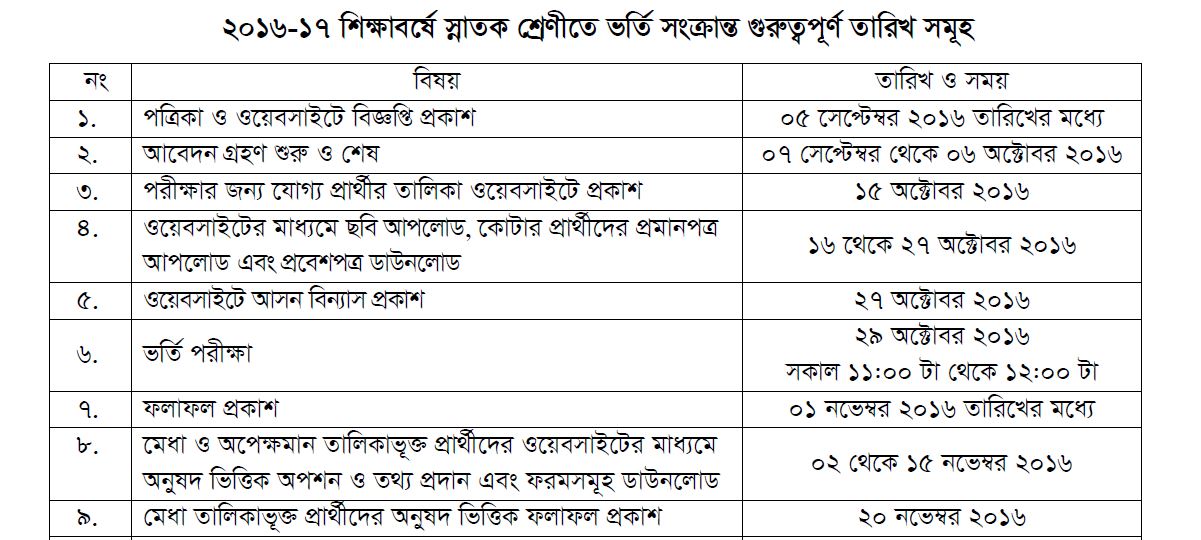 ২০১৬-১৭ শিক্ষাবর্ষে স্নাতক শ্রেণীতে ভর্তি সংক্রান্ত গুরুত্বপূর্ণ তারিখ সমূহ
নং বিষয় তারিখ ও সময়
১. পত্রিকা ও ওয়েবসাইটে বিজ্ঞপ্তি প্রকাশ ০৫ সেপ্টেম্বর ২০১৬ তারিখের মধ্যে
২. আবেদন গ্রহণ শুরু ও শেষ ০৭ সেপ্টেম্বর থেকে ০৬ অক্টোবর ২০১৬
৩. পরীক্ষার জন্য যোগ্য প্রার্থীর তালিকা ওয়েবসাইটে প্রকাশ ১৫ অক্টোবর ২০১৬
৪. ওয়েবসাইটের মাধ্যমে ছবি আপলোড, কোটার প্রার্থীদের প্রমানপত্র
আপলোড এবং প্রবেশপত্র ডাউনলোড ১৬ থেকে ২৭ অক্টোবর ২০১৬
৫. ওয়েবসাইটে আসন বিন্যাস প্রকাশ ২৭ অক্টোবর ২০১৬
৬. ভর্তি পরীক্ষা ২৯ অক্টোবর ২০১৬
সকাল ১১:০০ টা থেকে ১২:০০ টা
৭. ফলাফল প্রকাশ ০১ নভেম্বর ২০১৬ তারিখের মধ্যে
৮. মেধা ও অপেক্ষমান তালিকাভূক্ত প্রার্থীদের ওয়েবসাইটের মাধ্যমে
অনুষদ ভিত্তিক অপশন ও তথ্য প্রদান এবং ফরমসমূহ ডাউনলোড ০২ থেকে ১৫ নভেম্বর ২০১৬
৯. মেধা তালিকাভূক্ত প্রার্থীদের অনুষদ ভিত্তিক ফলাফল প্রকাশ ২০ নভেম্বর ২০১৬